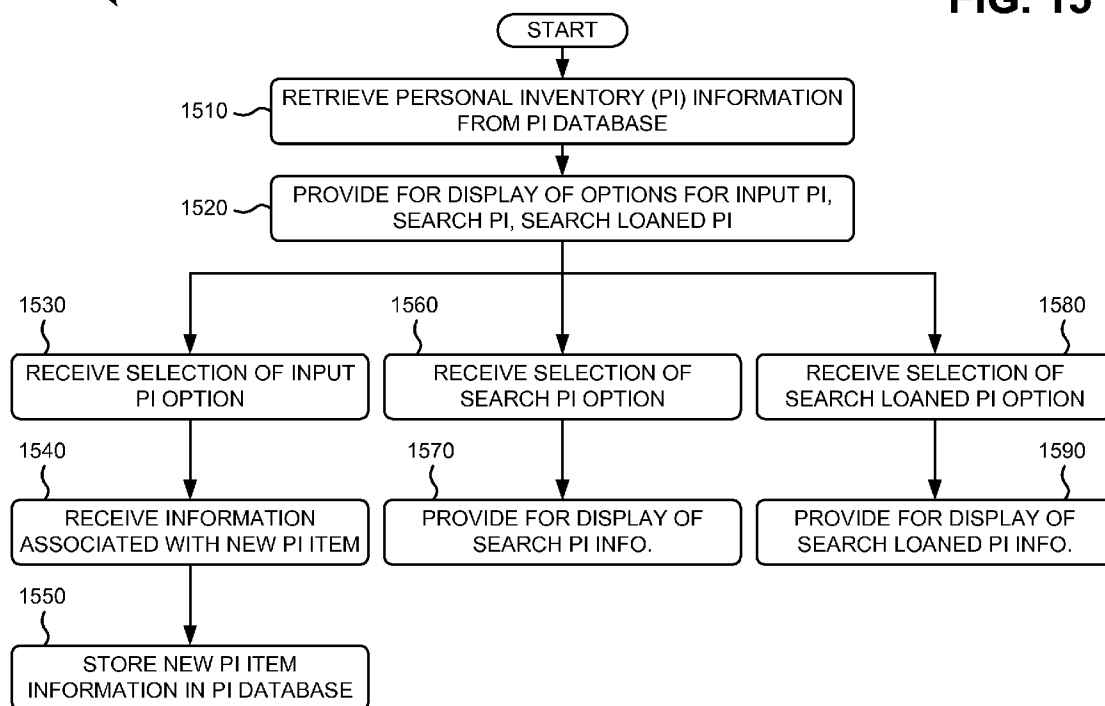 FIG. 15
START
1510
RETRIEVE PERSONAL INVENTORY (PI) INFORMATION
FROM PI DATABASE
1520
PROVIDE FOR DISPLAY OF OPTIONS FOR INPUT PI,
SEARCH PI, SEARCH LOANED PI
1530
RECEIVE SELECTION OF INPUT
PI OPTION
1560
RECEIVE SELECTION OF
SEARCH PI OPTION
1580
RECEIVE SELECTION OF
SEARCH LOANED PI OPTION
1540
RECEIVE INFORMATION
ASSOCIATED WITH NEW PI ITEM
1570
PROVIDE FOR DISPLAY OF
SEARCH PI INFO.
1590
PROVIDE FOR DISPLAY OF
SEARCH LOANED PI INFO.
1550
STORE NEW PI ITEM
INFORMATION IN PI DATABASE